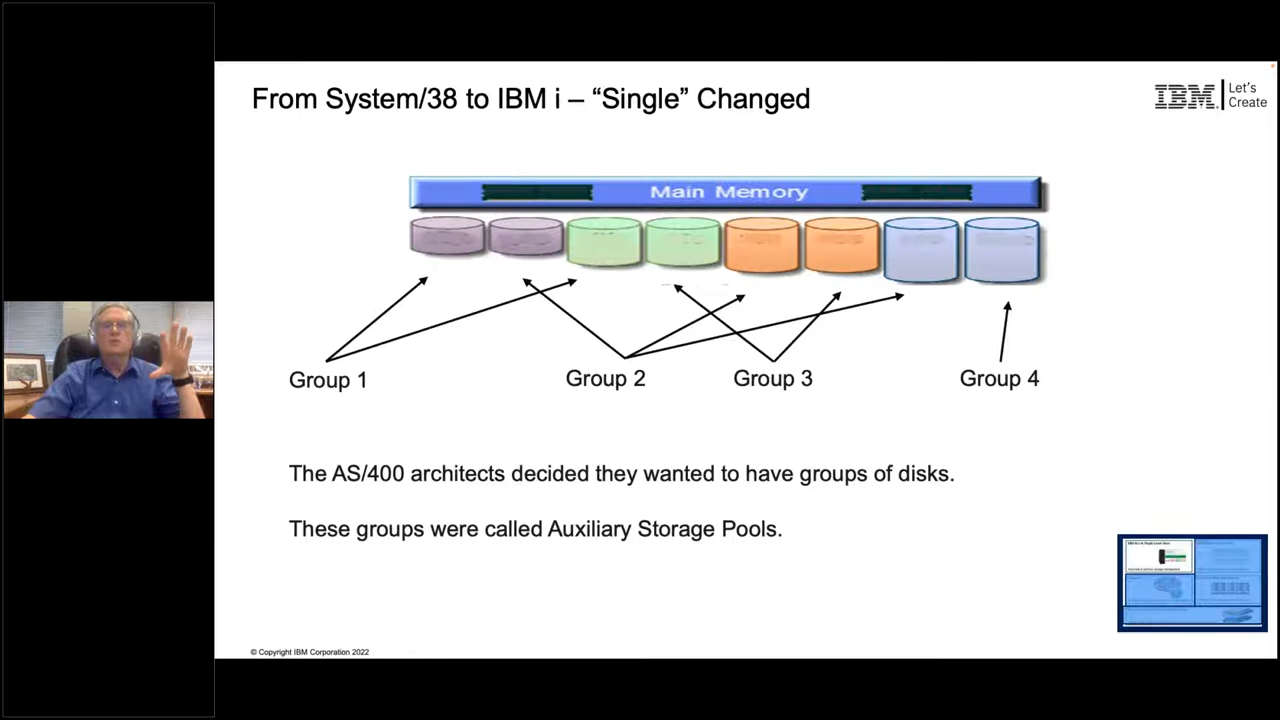 From System/38 to IBM i – “Single” Changed
IBM
Let's
Create
Main Memory
Group 1
Group 2
Group 3
Group 4
The AS/400 architects decided they wanted to have groups of disks.
These groups were called Auxiliary Storage Pools.
© Copyright IBM Corporation 2022